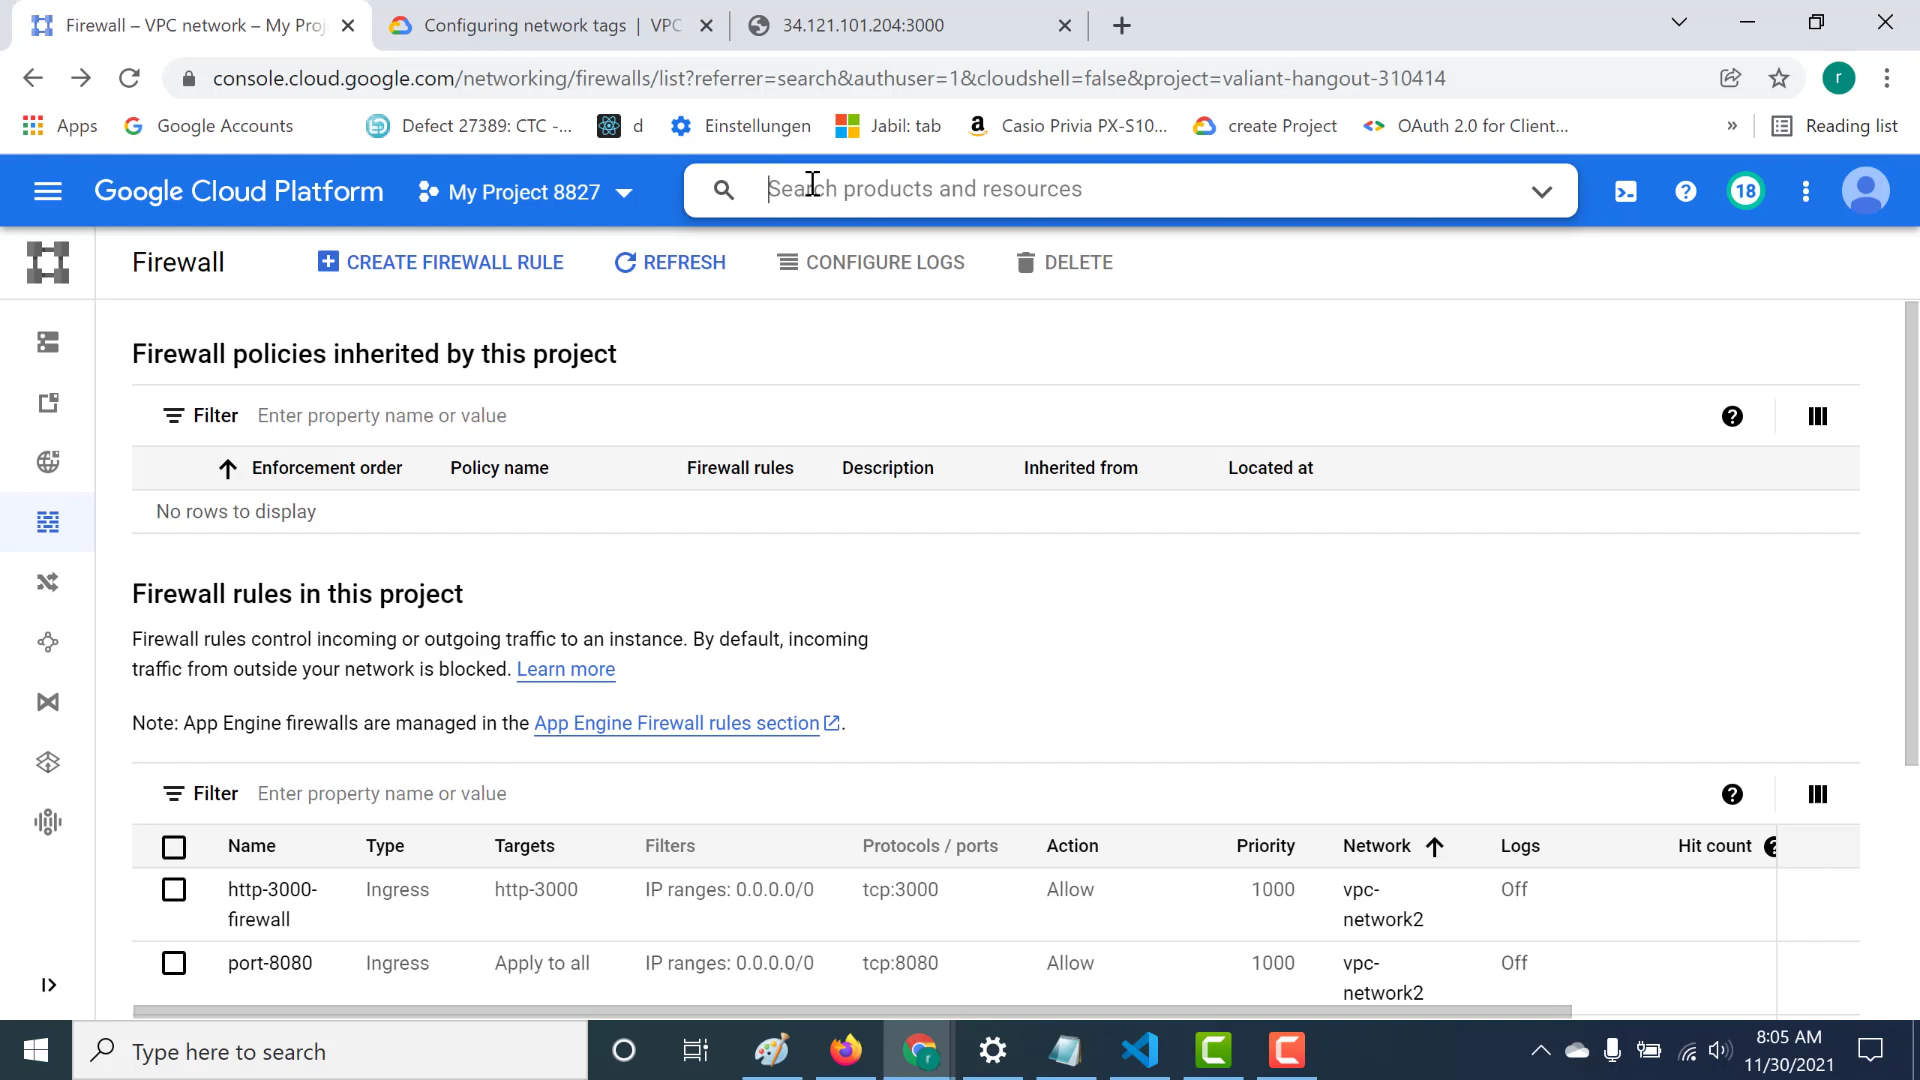 Firewall – VPC network – My Proj
Configuring network tags | VPC
34.121.101.204:3000
console.cloud.google.com/networking/firewalls/list?referrer=search&authuser=1&cloudshell=false&project=valiant-hangout-310414
r
Apps
Google Accounts
Defect 27389: CTC -...
d
Einstellungen
Jabil: tab
Casio Privia PX-S10...
create Project
OAuth 2.0 for Client...
»
Reading list
Google Cloud Platform
My Project 8827
Search products and resources
18
Firewall
CREATE FIREWALL RULE
REFRESH
CONFIGURE LOGS
DELETE
Firewall policies inherited by this project
Filter Enter property name or value
Enforcement order Policy name Firewall rules Description Inherited from Located at
No rows to display
Firewall rules in this project
Firewall rules control incoming or outgoing traffic to an instance. By default, incoming
traffic from outside your network is blocked. Learn more
Note: App Engine firewalls are managed in the App Engine Firewall rules section.
Filter Enter property name or value
Name Type Targets Filters Protocols / ports Action Priority Network Logs Hit count
http-3000- Ingress http-3000 IP ranges: 0.0.0.0/0 tcp:3000 Allow 1000 vpc- Off
firewall network2
port-8080 Ingress Apply to all IP ranges: 0.0.0.0/0 tcp:8080 Allow 1000 vpc- Off
network2
Type here to search
8:05 AM
11/30/2021